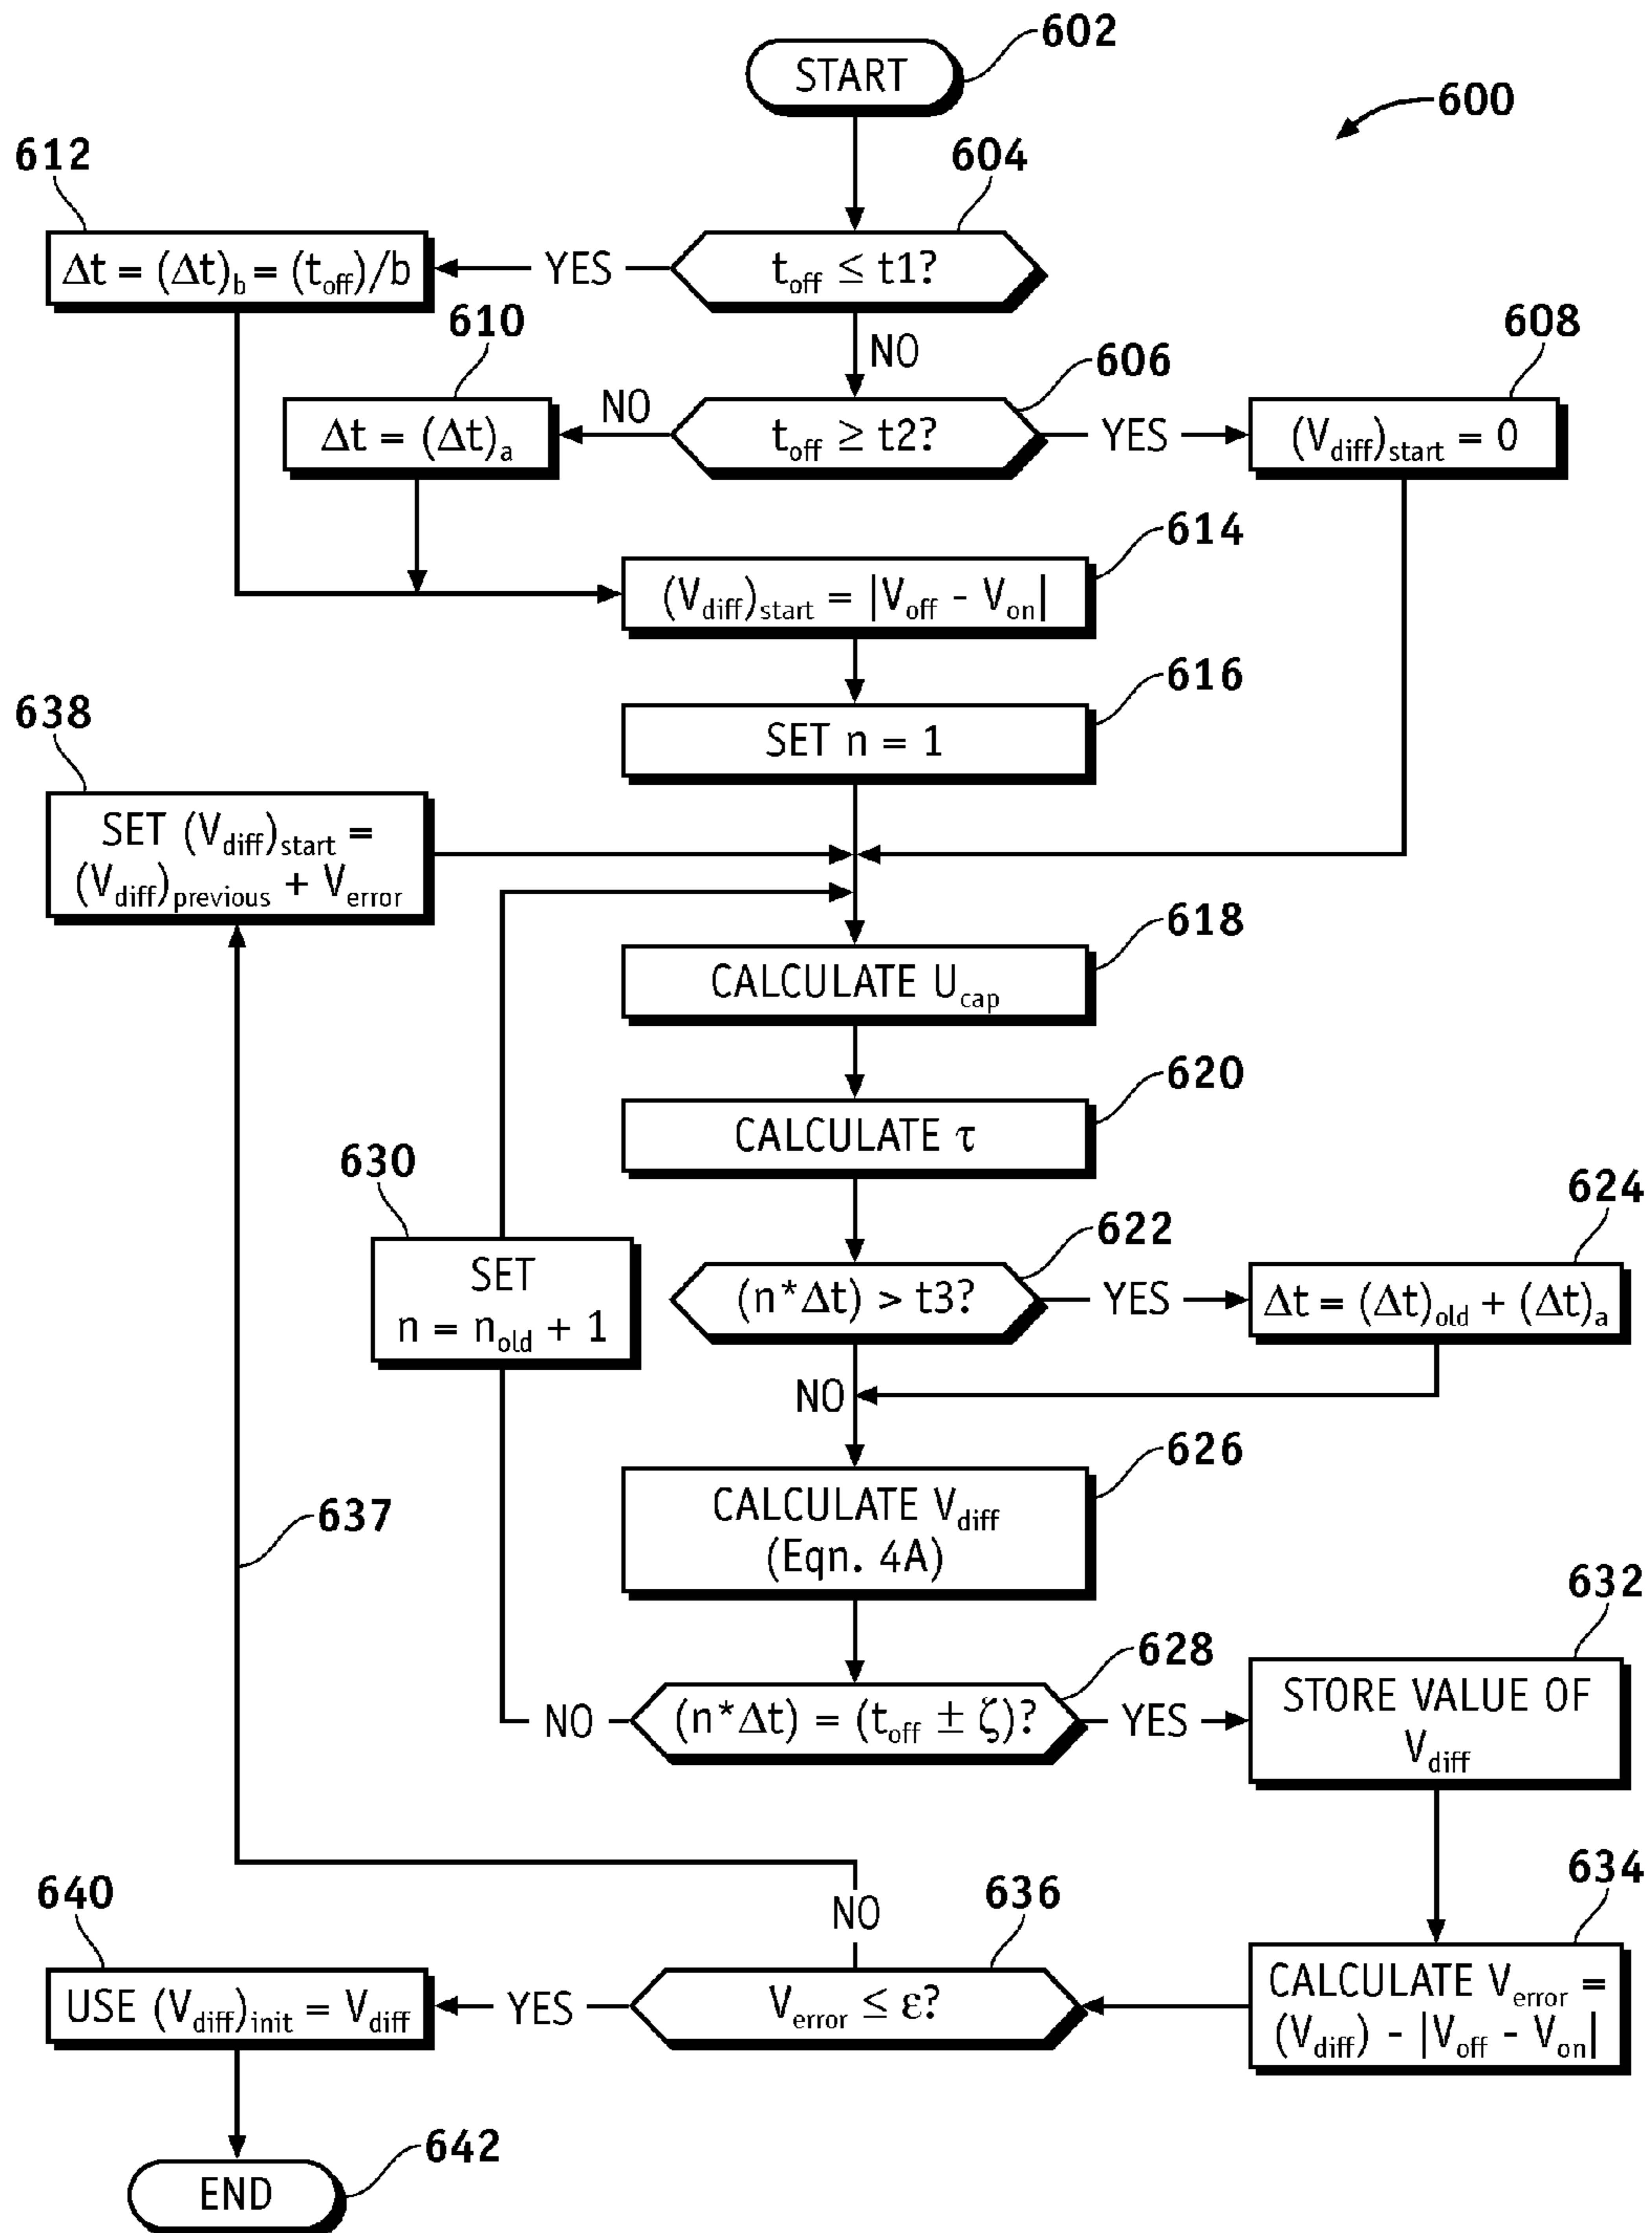 602
START
600
612
604
Δt = (Δt)b = (toff)/b
YES
toff ≤ t1?
610
608
NO
606
NO
Δt = (Δt)a
toff ≥ t2?
YES
(Vdiff)start = 0
614
(Vdiff)start = |Voff - Von|
616
638
SET n = 1
SET (Vdiff)start =
(Vdiff)previous + Verror
618
CALCULATE Ucap
620
CALCULATE τ
630
624
622
SET
n = nold + 1
(n*Δt) > t3?
YES
Δt = (Δt)old + (Δt)a
NO
626
637
CALCULATE Vdiff
(Eqn. 4A)
632
628
STORE VALUE OF
Vdiff
NO
(n*Δt) = (toff ± ζ)?
YES
634
640
636
NO
CALCULATE Verror =
(Vdiff) - |Voff - Von|
USE (Vdiff)init = Vdiff
YES
Verror ≤ ε?
642
END